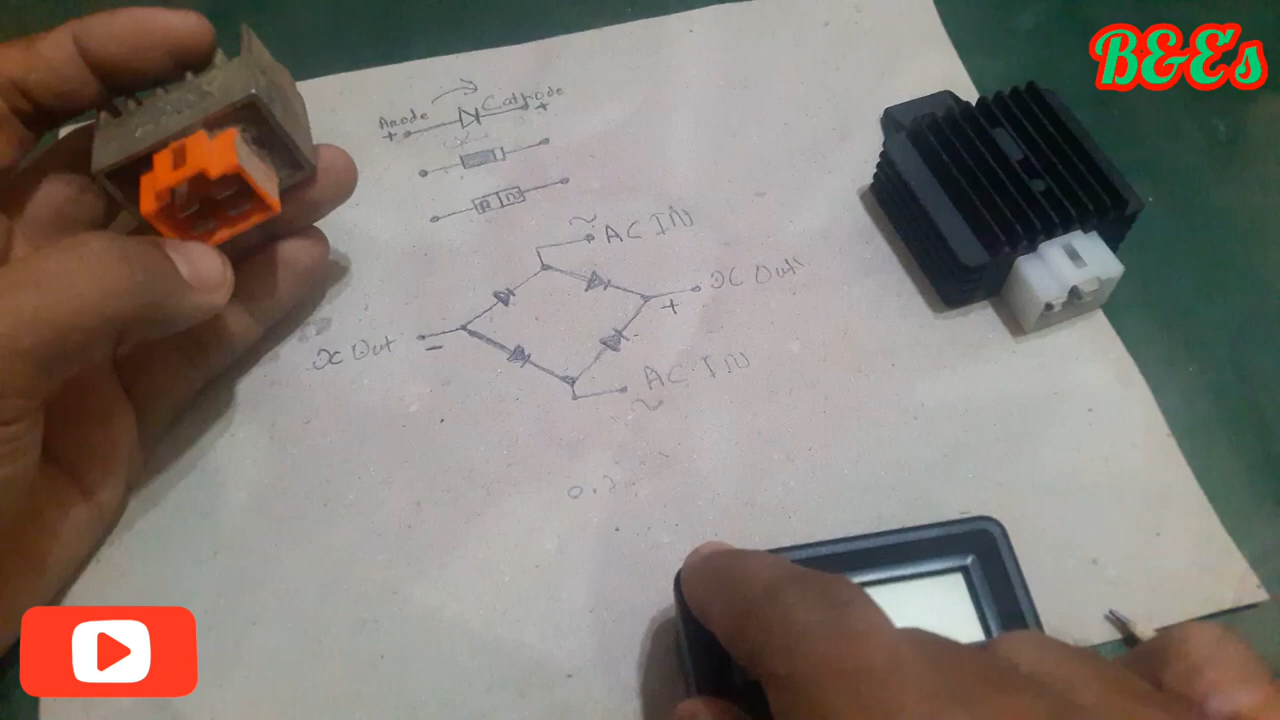 B&Es
Anode
Cathode
+
+
~
AC IN
DC Out
+
DC Out
-
AC IN
~